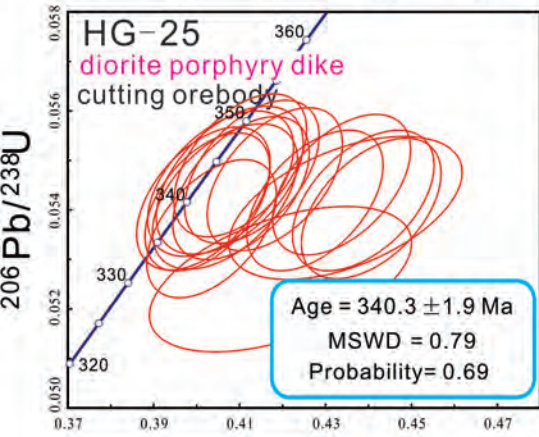 HG-25
diorite porphyry dike
cutting orebody
360
350
340
330
320
206Pb/238U
0.058
0.056
0.054
0.052
0.050
Age = 340.3 ±1.9 Ma
MSWD = 0.79
Probability= 0.69
0.37 0.39 0.41 0.43 0.45 0.47